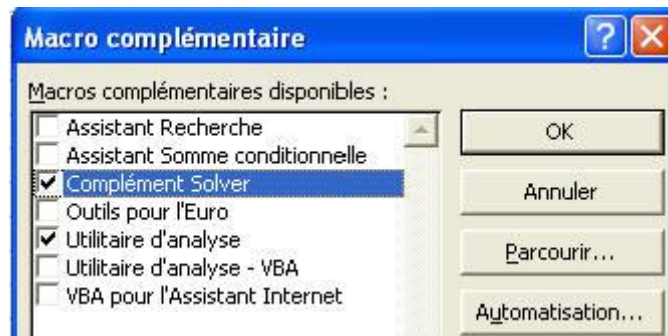 Macro complémentaire
Macros complémentaires disponibles :
Assistant Recherche
Assistant Somme conditionnelle
Complément Solver
Outils pour l'Euro
Utilitaire d'analyse
Utilitaire d'analyse - VBA
VBA pour l'Assistant Internet
OK
Annuler
Parcourir...
Automatisation...